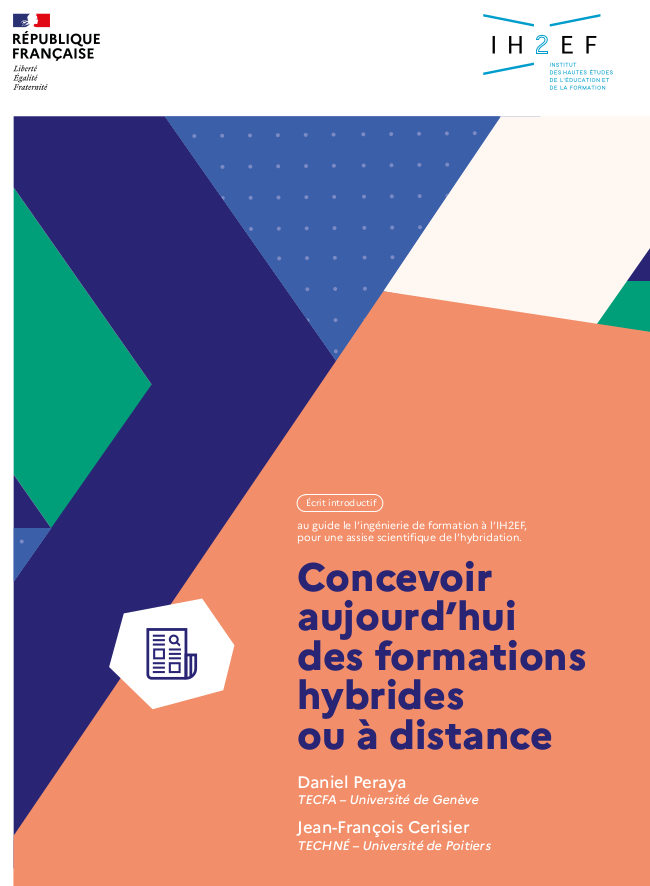 RÉPUBLIQUE
FRANÇAISE
Liberté
Égalité
Fraternité
IH2EF
INSTITUT
DES HAUTES ÉTUDES
DE L'ÉDUCATION ET
DE LA FORMATION
Écrit introductif
au guide le l'ingénierie de formation à l'IH2EF,
pour une assise scientifique de l'hybridation.
Concevoir
aujourd'hui
des formations
hybrides
ou à distance
Daniel Peraya
TECFA – Université de Genève
Jean-François Cerisier
TECHNÉ – Université de Poitiers